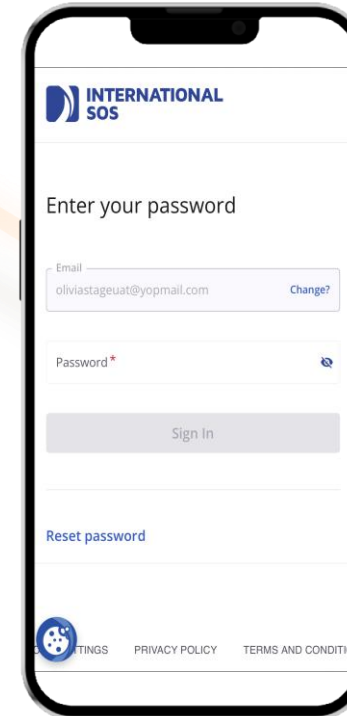 INTERNATIONAL
SOS
Enter your password
Email
oliviastageuat@yopmail.com
Change?
Password *
Sign In
Reset password
PRIVACY POLICY
TERMS AND CONDITI